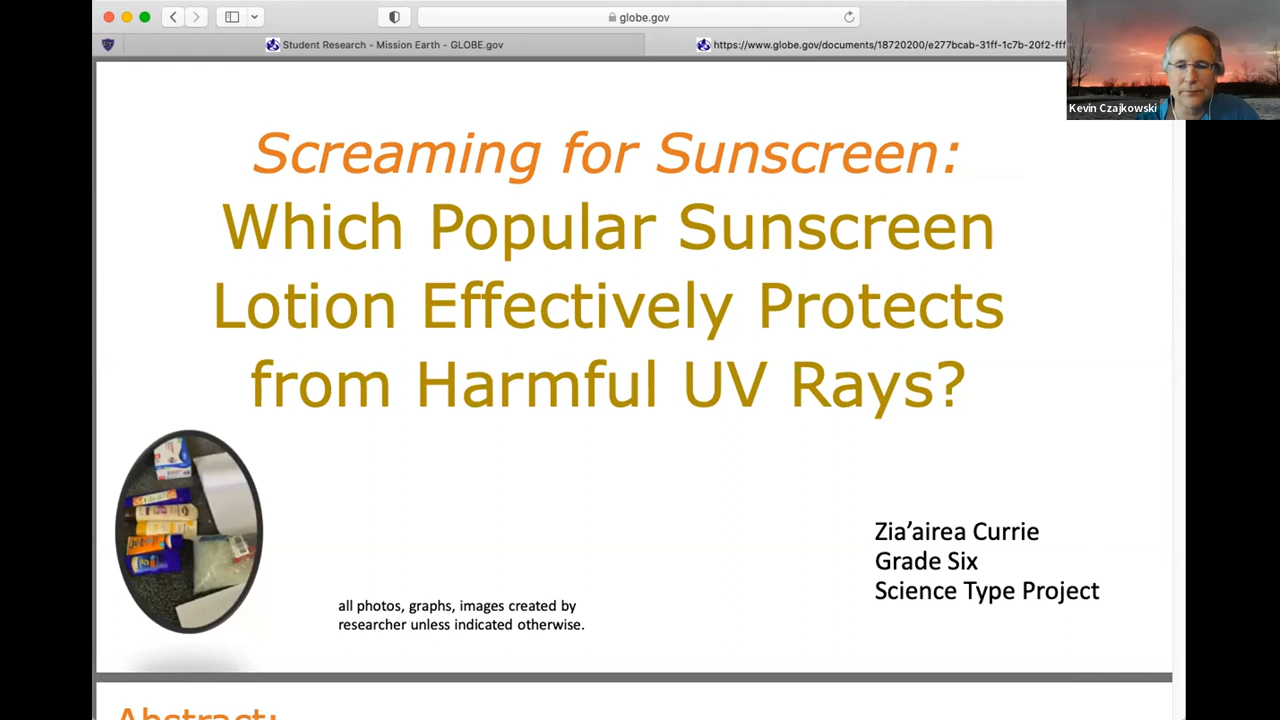 globe.gov
Student Research - Mission Earth - GLOBE.gov
https://www.globe.gov/documents/18720200/e277bcab-31ff-1c7b-20f2-fff
Kevin Czajkowski
Screaming for Sunscreen:
Which Popular Sunscreen
Lotion Effectively Protects
from Harmful UV Rays?
Zia’airea Currie
Grade Six
Science Type Project
all photos, graphs, images created by
researcher unless indicated otherwise.
Abstract: